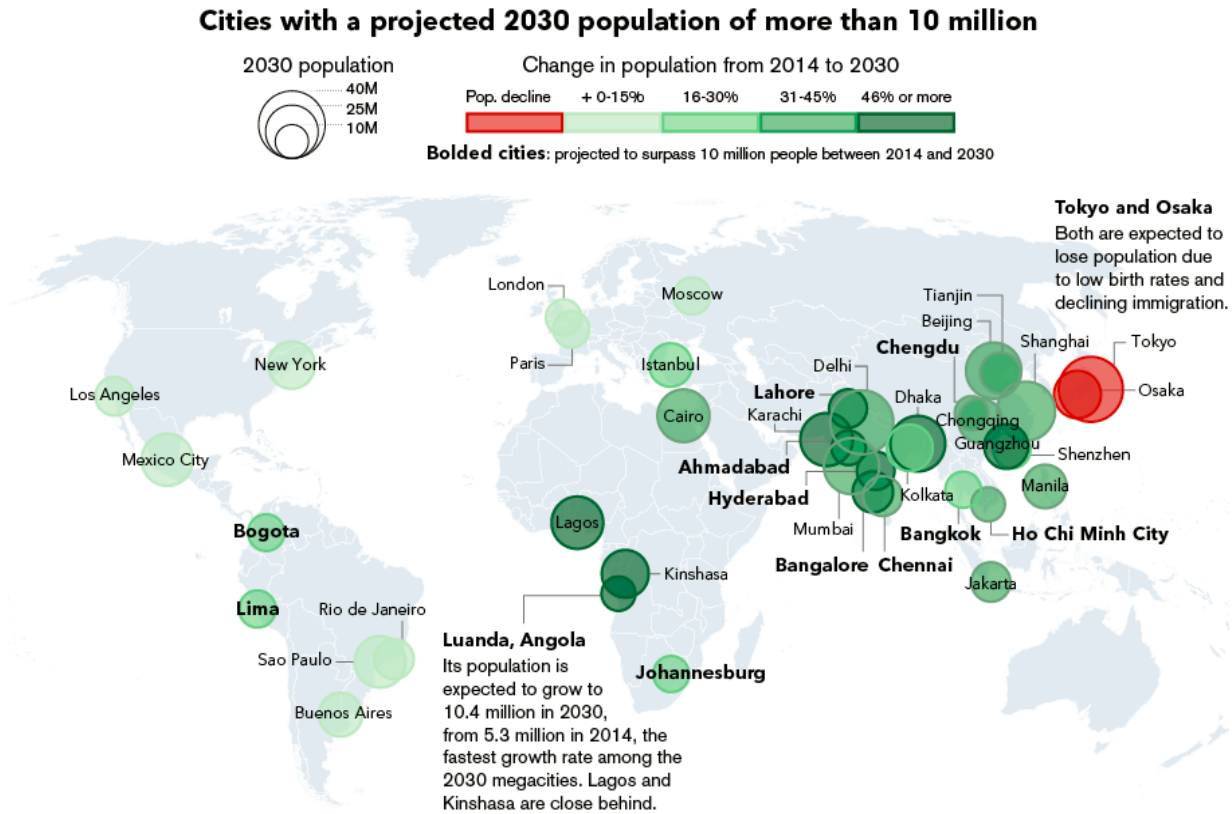 Cities with a projected 2030 population of more than 10 million
2030 population
40M
25M
10M
Change in population from 2014 to 2030
Pop. decline
+ 0-15%
16-30%
31-45%
46% or more
Bolded cities: projected to surpass 10 million people between 2014 and 2030
Tokyo and Osaka
Both are expected to
lose population due
to low birth rates and
declining immigration.
London
Moscow
Tianjin
Beijing
Shanghai
Tokyo
Chengdu
New York
Paris
Istanbul
Delhi
Osaka
Los Angeles
Lahore
Dhaka
Karachi
Cairo
Chongqing
Guangzhou
Shenzhen
Mexico City
Ahmadabad
Hyderabad
Kolkata
Manila
Mumbai
Lagos
Bogota
Bangkok
Ho Chi Minh City
Bangalore
Chennai
Kinshasa
Jakarta
Lima
Rio de Janeiro
Luanda, Angola
Its population is
expected to grow to
10.4 million in 2030,
from 5.3 million in 2014, the
fastest growth rate among the
2030 megacities. Lagos and
Kinshasa are close behind.
Sao Paulo
Johannesburg
Buenos Aires